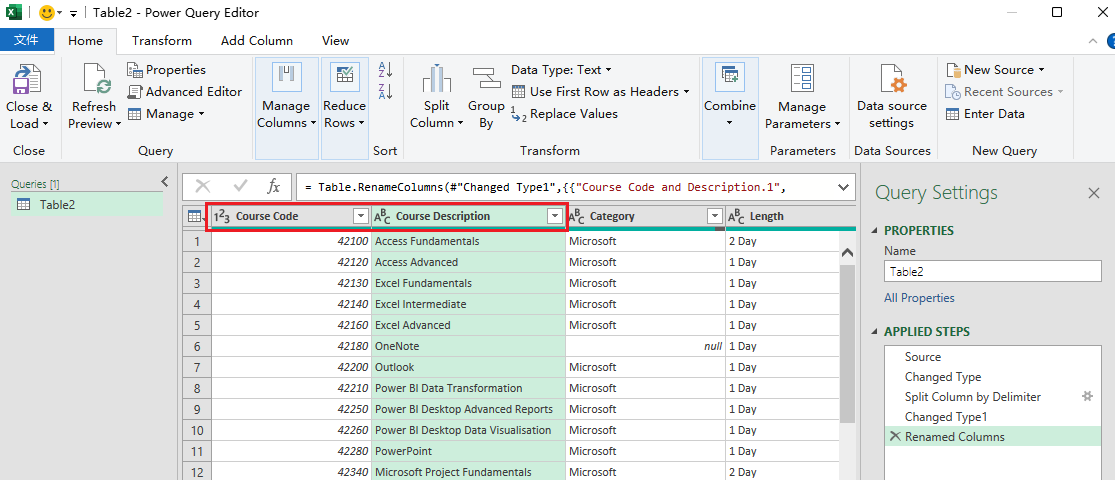 Table2 - Power Query Editor
文件 Home Transform Add Column View
Close & Load
Refresh Preview
Properties
Advanced Editor
Manage
Manage Columns
Reduce Rows
Split Column
Group By
Data Type: Text
Use First Row as Headers
Replace Values
Combine
Manage Parameters
Data source settings
New Source
Recent Sources
Enter Data
Close Query Sort Transform Parameters Data Sources New Query
Queries [1]
Table2
fx = Table.RenameColumns(#"Changed Type1",{{"Course Code and Description.1",
123 Course Code ABC Course Description ABC Category ABC Length
1 42100 Access Fundamentals Microsoft 2 Day
2 42120 Access Advanced Microsoft 1 Day
3 42130 Excel Fundamentals Microsoft 1 Day
4 42140 Excel Intermediate Microsoft 1 Day
5 42160 Excel Advanced Microsoft 1 Day
6 42180 OneNote null 1 Day
7 42200 Outlook Microsoft 1 Day
8 42210 Power BI Data Transformation Microsoft 1 Day
9 42250 Power BI Desktop Advanced Reports Microsoft 1 Day
10 42260 Power BI Desktop Data Visualisation Microsoft 1 Day
11 42280 PowerPoint Microsoft 1 Day
12 42340 Microsoft Project Fundamentals Microsoft 2 Day
Query Settings
PROPERTIES
Name
Table2
All Properties
APPLIED STEPS
Source
Changed Type
Split Column by Delimiter
Changed Type1
Renamed Columns